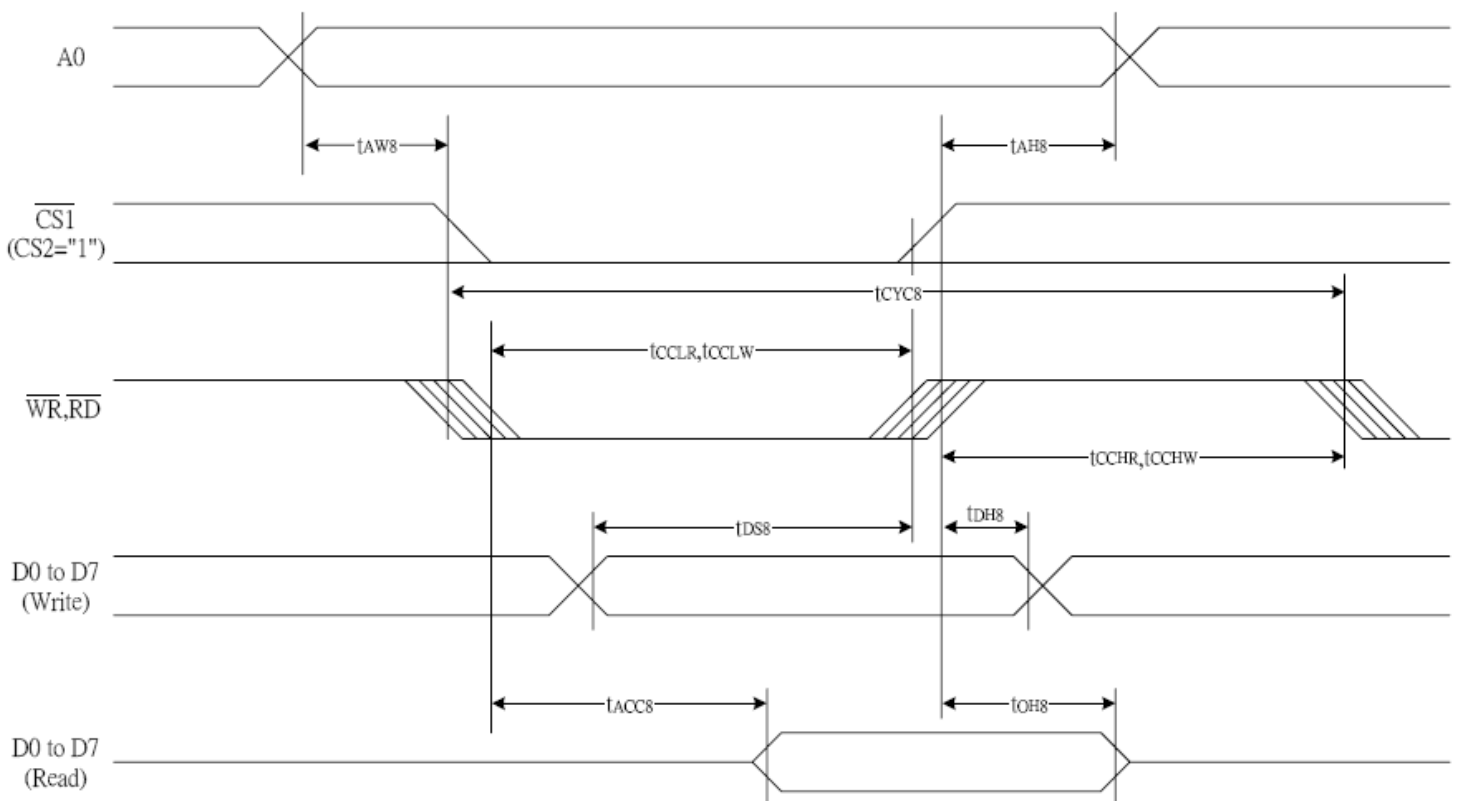 A0
tAW8
tAH8
CS1
(CS2="1")
tCYC8
tCCLR,tCCLW
WR,RD
tCCHR,tCCHW
tDS8
tDH8
D0 to D7
(Write)
tACC8
tOH8
D0 to D7
(Read)